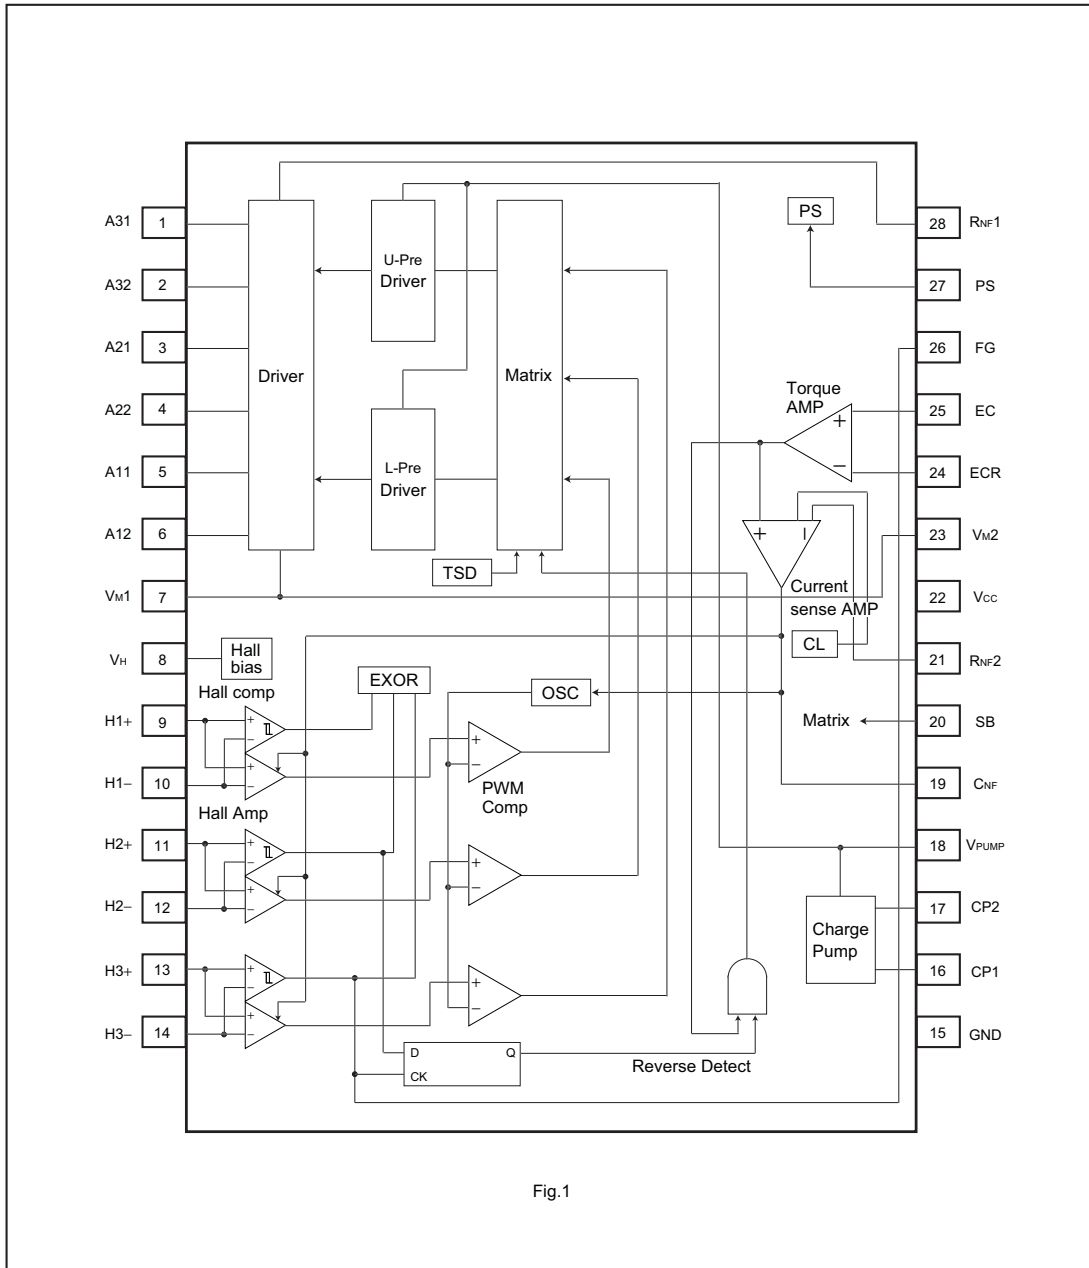 A31 1
A32 2
A21 3
A22 4
A11 5
A12 6
VM1 7
VH 8
H1+ 9
H1− 10
H2+ 11
H2− 12
H3+ 13
H3− 14
28 RNF1
27 PS
26 FG
25 EC
24 ECR
23 VM2
22 VCC
21 RNF2
20 SB
19 CNF
18 VPUMP
17 CP2
16 CP1
15 GND
Driver
U-Pre
Driver
L-Pre
Driver
Matrix
TSD
PS
Torque
AMP
+
−
+
−
Current
sense AMP
CL
Hall
bias
Hall comp
EXOR
OSC
Matrix
+
−
+
−
Hall Amp
+
−
PWM
Comp
+
−
+
−
+
−
+
−
+
−
+
−
Charge
Pump
D Q
CK
Reverse Detect
Fig.1